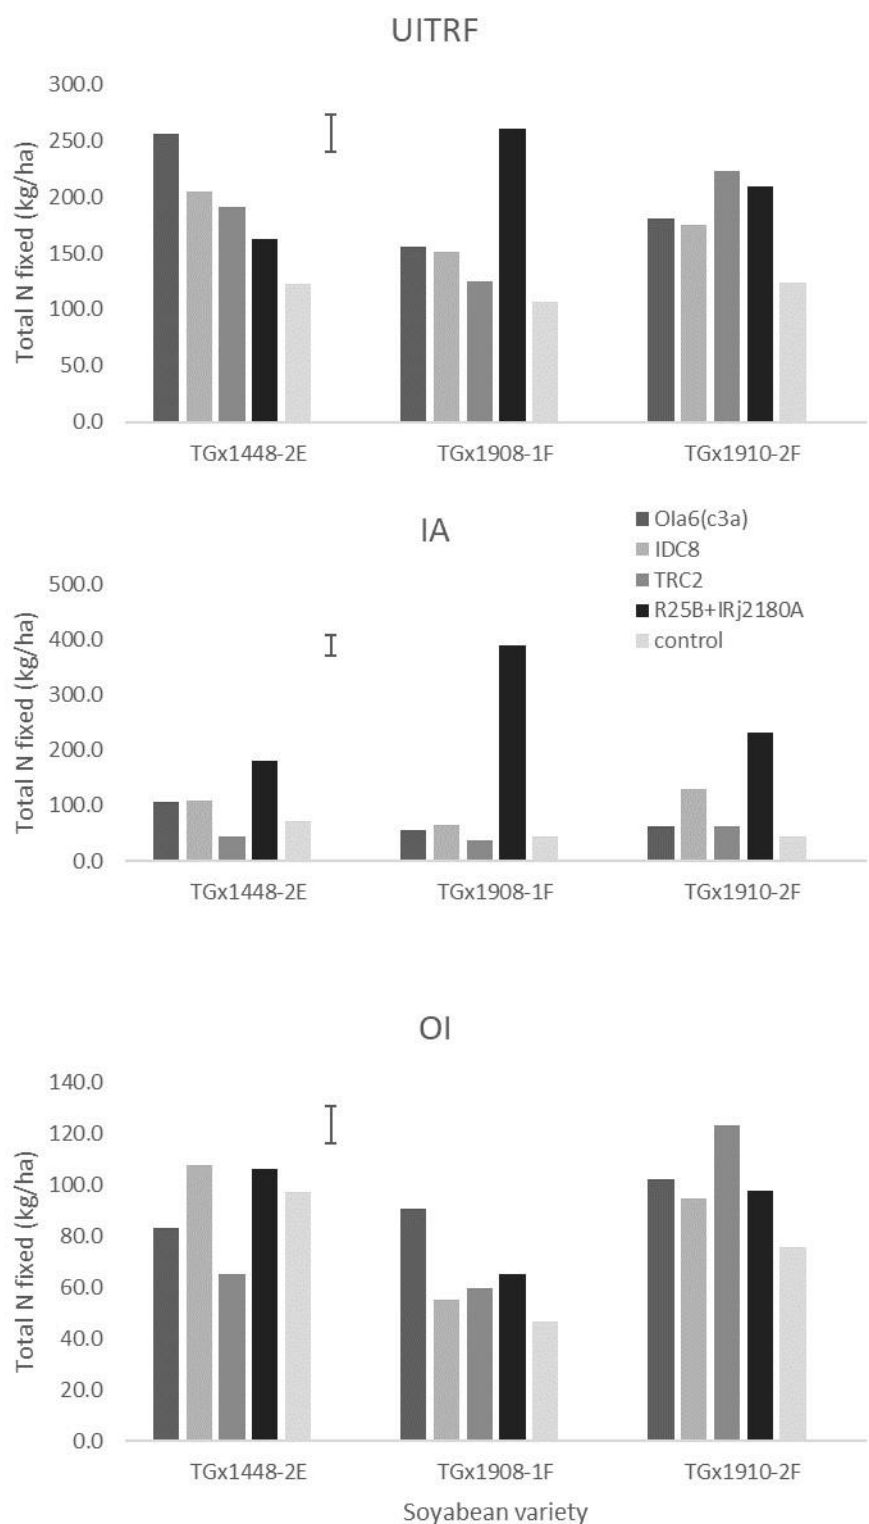 UITRF
Total N fixed (kg/ha)
300.0
250.0
200.0
150.0
100.0
50.0
0.0
TGx1448-2E TGx1908-1F TGx1910-2F
IA
Total N fixed (kg/ha)
500.0
400.0
300.0
200.0
100.0
0.0
Ola6(c3a)
IDC8
TRC2
R25B+IRj2180A
control
TGx1448-2E TGx1908-1F TGx1910-2F
OI
Total N fixed (kg/ha)
140.0
120.0
100.0
80.0
60.0
40.0
20.0
0.0
TGx1448-2E TGx1908-1F TGx1910-2F
Soyabean variety